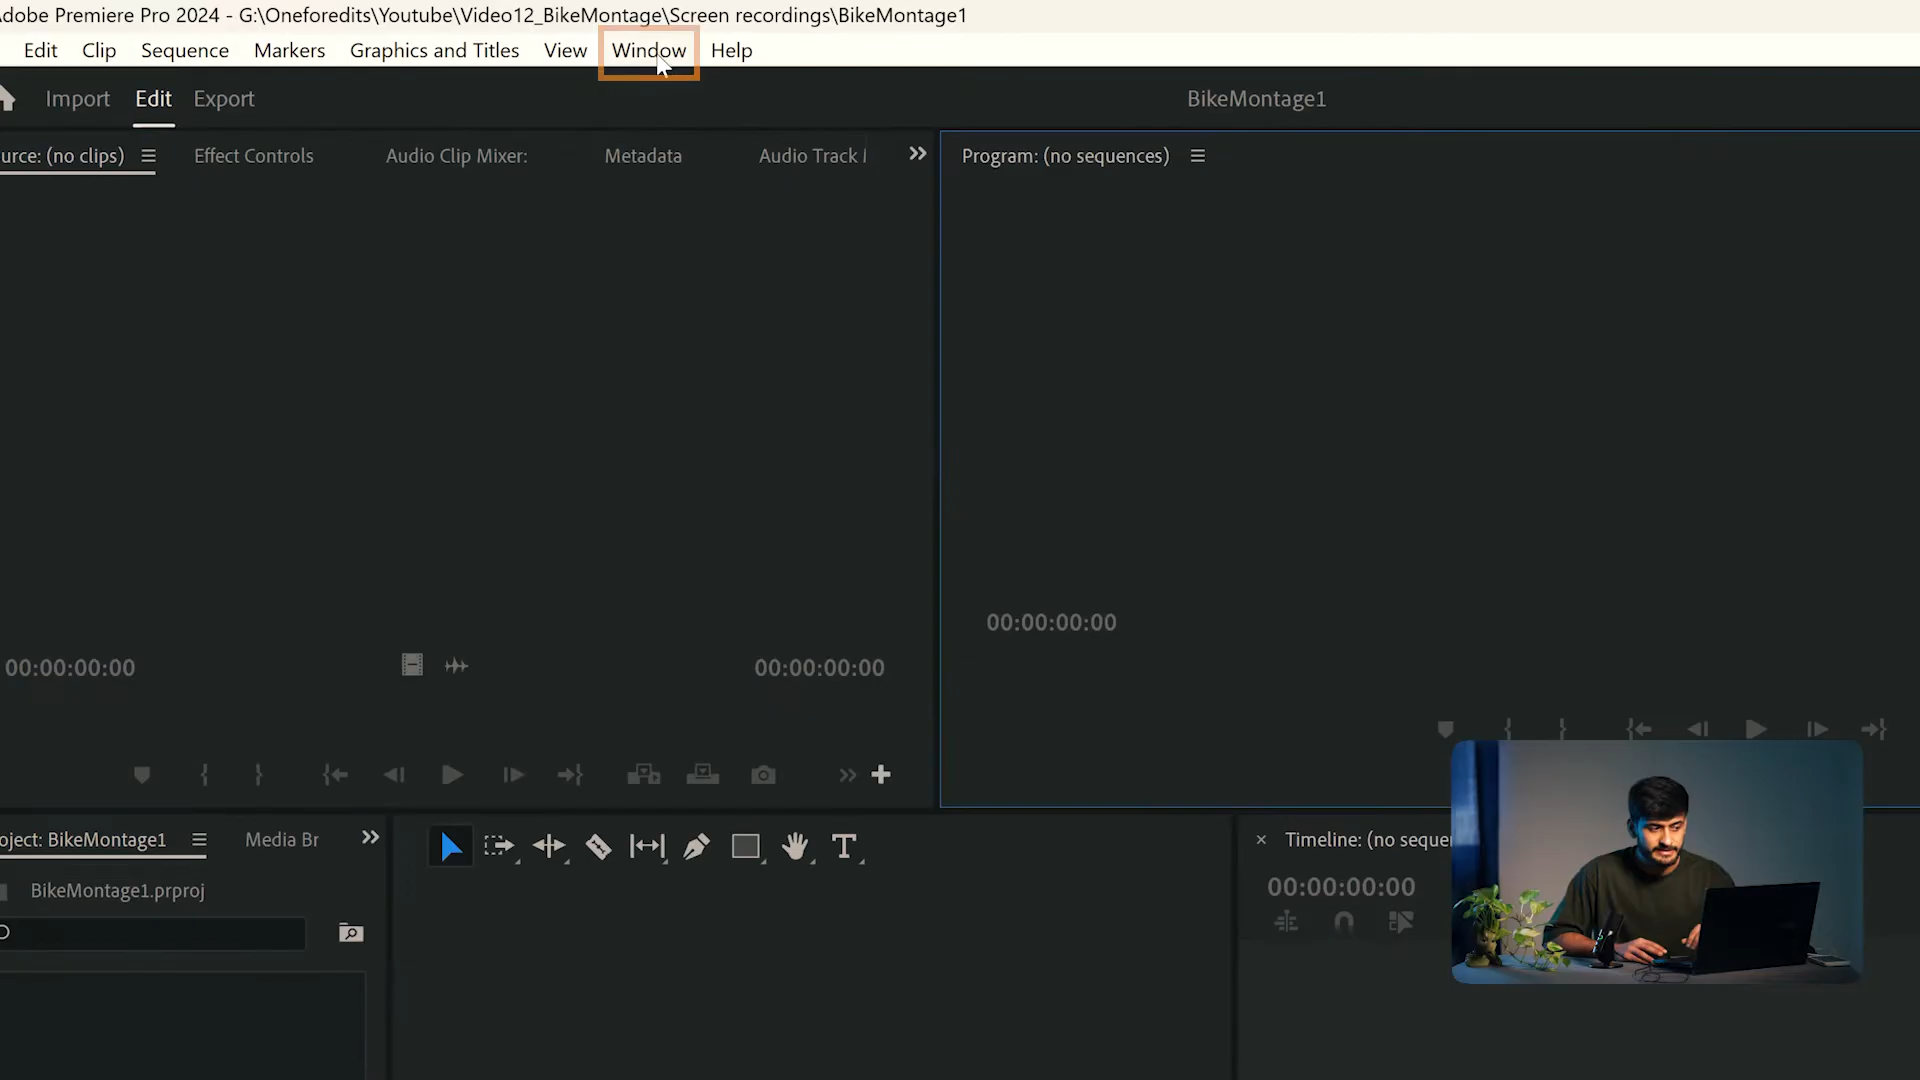 dobe Premiere Pro 2024 - G:\Oneforedits\Youtube\Video12_BikeMontage\Screen recordings\BikeMontage1
Edit Clip Sequence Markers Graphics and Titles View Window Help
Import Edit Export BikeMontage1
urce: (no clips) Effect Controls Audio Clip Mixer: Metadata Audio Track Program: (no sequences)
00:00:00:00
00:00:00:00 00:00:00:00
oject: BikeMontage1 Media Br Timeline: (no seque
00:00:00:00
BikeMontage1.prproj